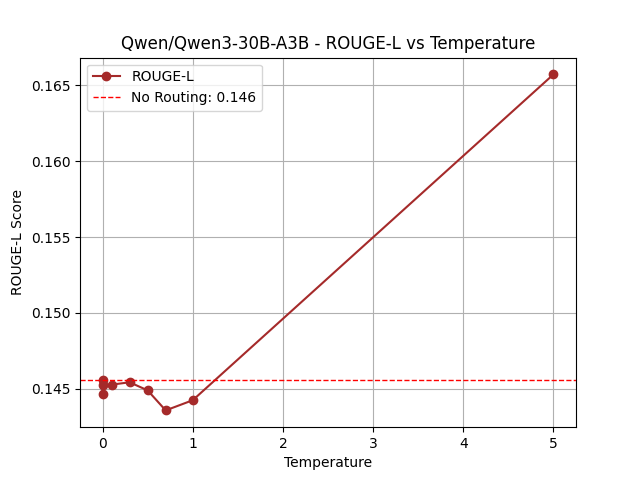 Qwen/Qwen3-30B-A3B - ROUGE-L vs Temperature
ROUGE-L
No Routing: 0.146
0.165
0.160
0.155
0.150
0.145
ROUGE-L Score
0 1 2 3 4 5
Temperature